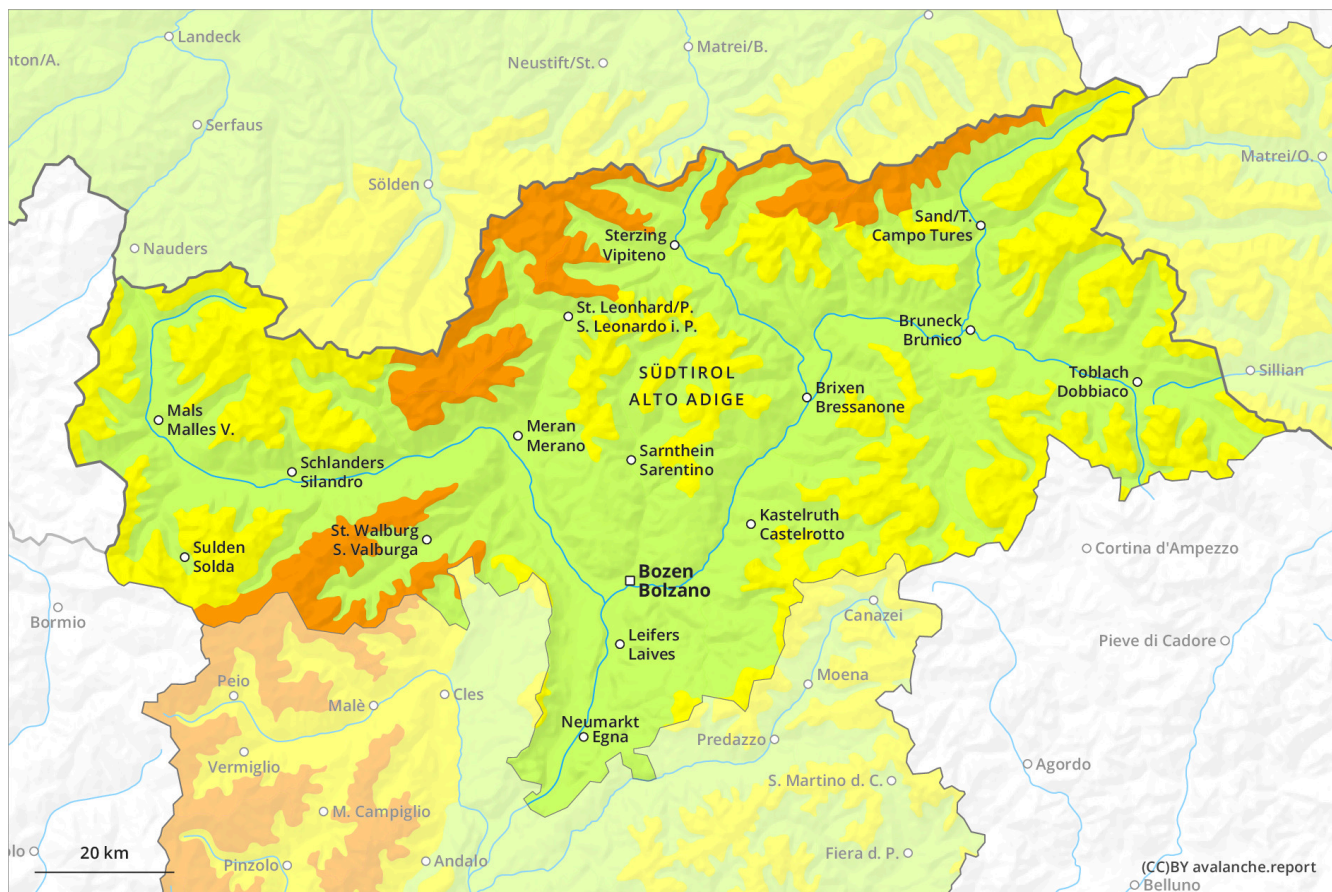 Landeck
Matrei/B.
nton/A.
Neustift/St.
Serfaus
Matrei/O.
Sölden
Sand/T.
Campo Tures
Sterzing
Vipiteno
Nauders
St. Leonhard/P.
S. Leonardo i. P.
Bruneck
Brunico
SÜDTIROL
ALTO ADIGE
Toblach
Dobbiaco
Sillian
Brixen
Bressanone
Mals
Malles V.
Meran
Merano
Sarnthein
Sarentino
Schlanders
Silandro
Kastelruth
Castelrotto
St. Walburg
S. Valburga
Sulden
Solda
Cortina d'Ampezzo
Bozen
Bolzano
Bormio
Canazei
Leifers
Laives
Pieve di Cadore
Moena
Peio
Malè
Cles
Neumarkt
Egna
Predazzo
Vermiglio
Agordo
S. Martino d. C.
M. Campiglio
olo
20 km
Pinzolo
Andalo
Fiera d. P.
(CC)BY avalanche.report
Belluno